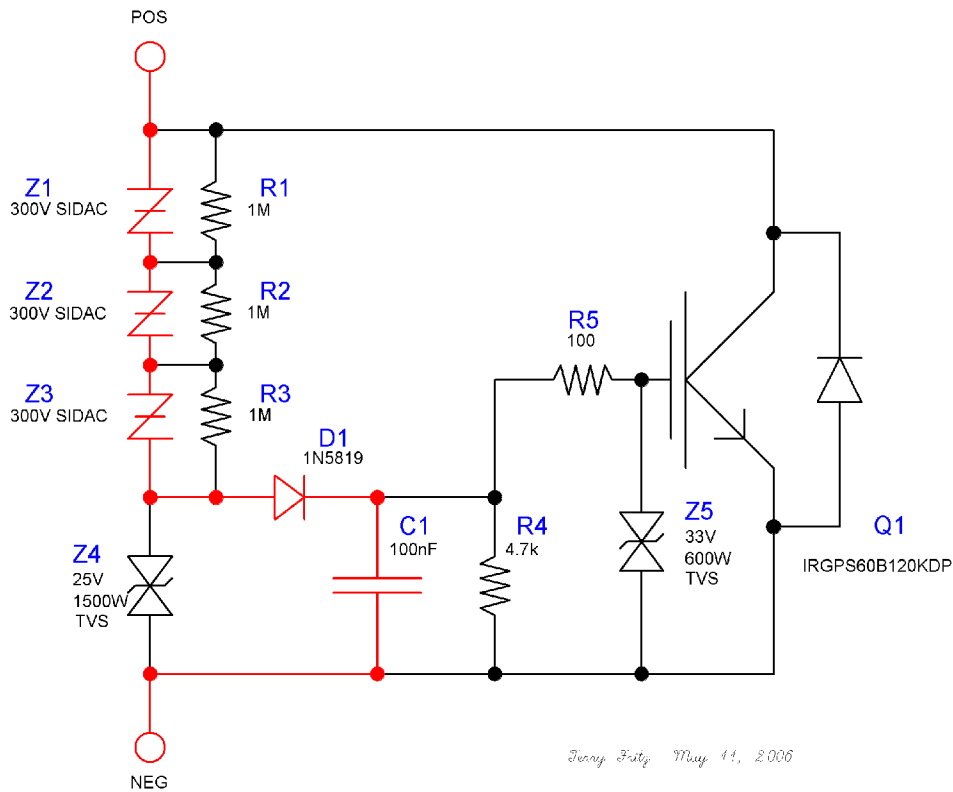 POS
Z1
300V SIDAC
R1
1M
Z2
300V SIDAC
R2
1M
Z3
300V SIDAC
R3
1M
D1
1N5819
R5
100
Z4
25V
1500W
TVS
C1
100nF
R4
4.7k
Z5
33V
600W
TVS
Q1
IRGPS60B120KDP
Terry Fritz May 11, 2006
NEG